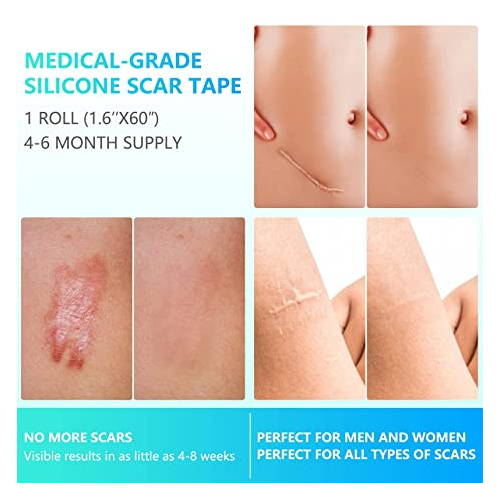 MEDICAL-GRADE
SILICONE SCAR TAPE
1 ROLL (1.6’’X60”)
4-6 MONTH SUPPLY
NO MORE SCARS
Visible results in as little as 4-8 weeks
PERFECT FOR MEN AND WOMEN
PERFECT FOR ALL TYPES OF SCARS